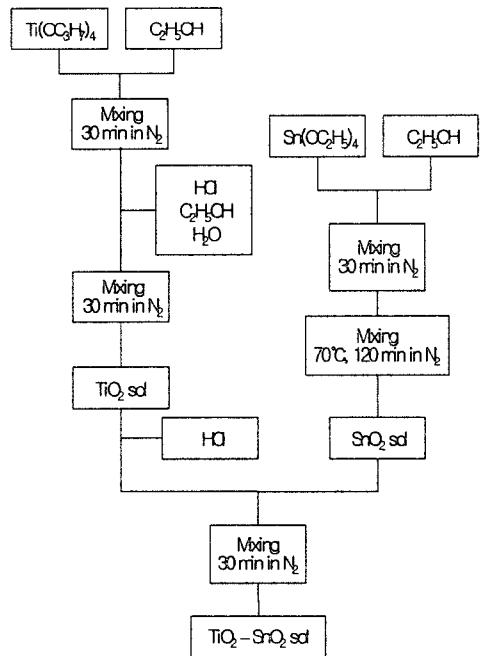 Ti(OC3H7)4
C2H5OH
Mixing
30 min in N2
HCl
C2H5OH
H2O
Mixing
30 min in N2
TiO2 sol
HCl
Sn(OC2H5)4
C2H5OH
Mixing
30 min in N2
Mixing
70°C, 120 min in N2
SnO2 sol
Mixing
30 min in N2
TiO2 – SnO2 sol